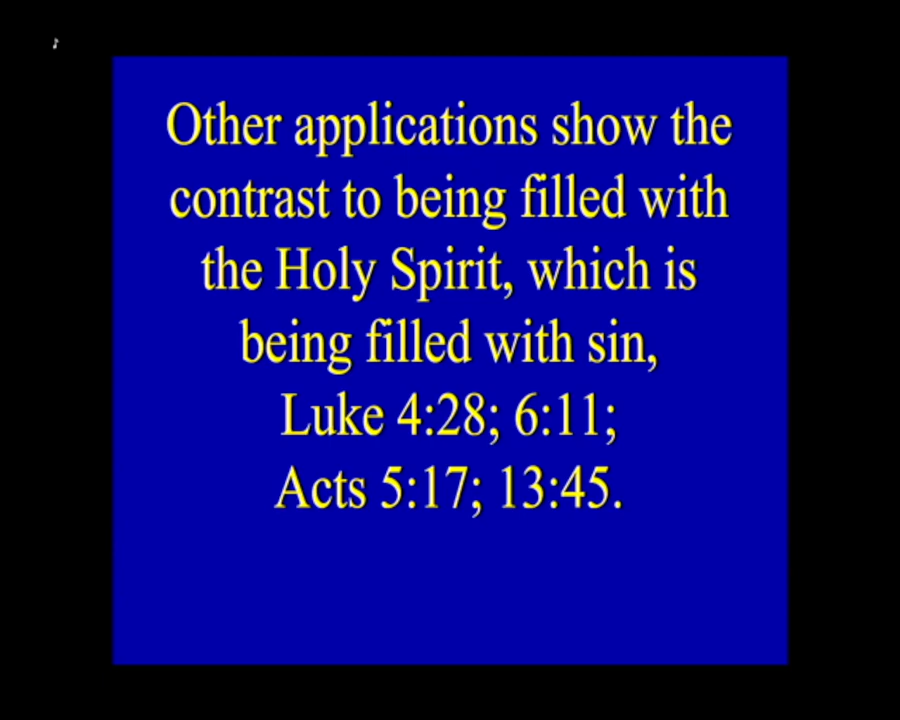 Other applications show the
contrast to being filled with
the Holy Spirit, which is
being filled with sin,
Luke 4:28; 6:11;
Acts 5:17; 13:45.